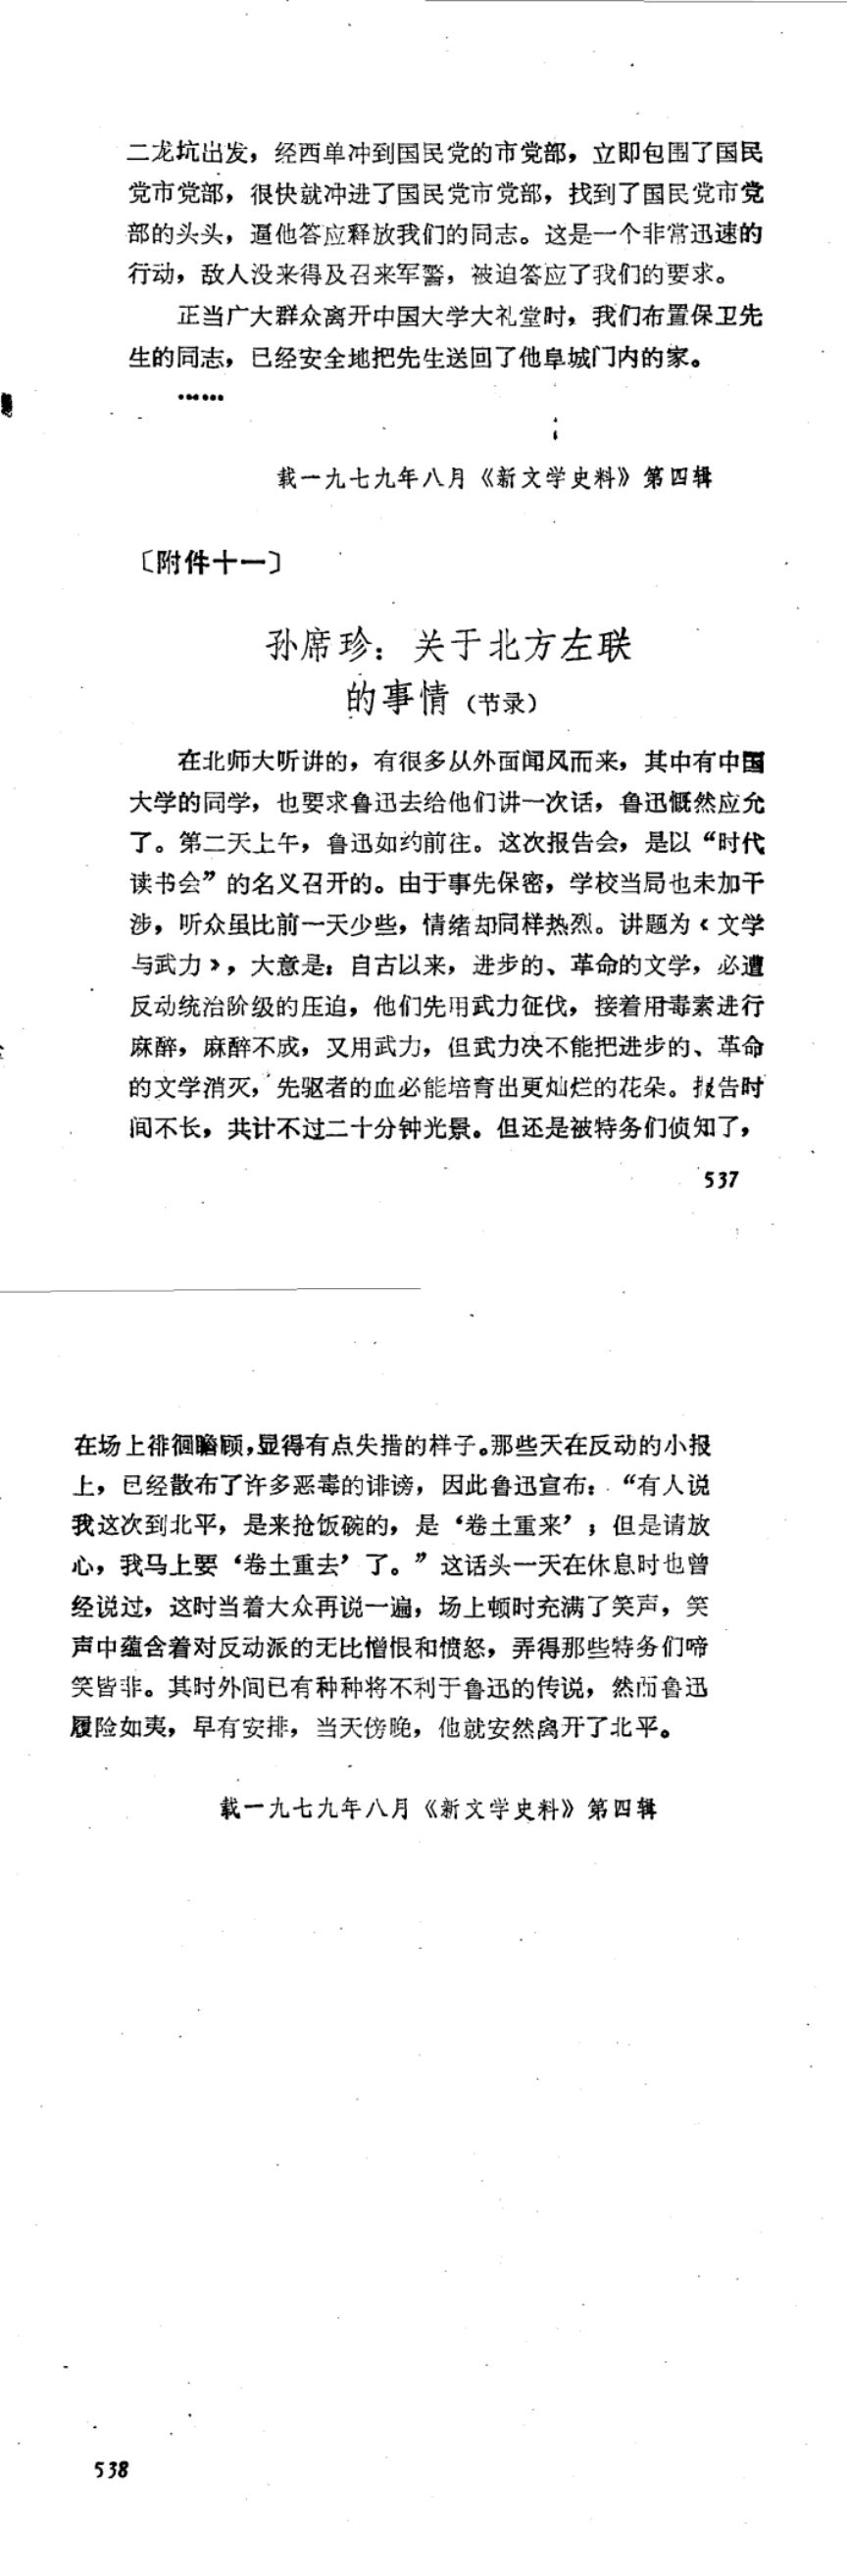 二龙坑出发，经西单冲到国民党的市党部，立即包围了国民
党市党部，很快就冲进了国民党市党部，找到了国民党市党
部的头头，逼他答应释放我们的同志。这是一个非常迅速的
行动，敌人没来得及召来军警，被迫答应了我们的要求。
正当广大群众离开中国大学大礼堂时，我们布置保卫先
生的同志，已经安全地把先生送回了他阜城门内的家。
……
载一九七九年八月《新文学史料》第四辑
〔附件十一〕
孙席珍：关于北方左联
的事情（节录）
在北师大听讲的，有很多从外面闻风而来，其中有中国
大学的同学，也要求鲁迅去给他们讲一次话，鲁迅慨然应允
了。第二天上午，鲁迅如约前往。这次报告会，是以“时代
读书会”的名义召开的。由于事先保密，学校当局也未加干
涉，听众虽比前一天少些，情绪却同样热烈。讲题为《文学
与武力》，大意是：自古以来，进步的、革命的文学，必遭
反动统治阶级的压迫，他们先用武力征伐，接着用毒素进行
麻醉，麻醉不成，又用武力，但武力决不能把进步的、革命
的文学消灭，先驱者的血必能培育出更灿烂的花朵。报告时
间不长，共计不过二十分钟光景。但还是被特务们侦知了，
537
在场上徘徊瞻顾，显得有点失措的样子。那些天在反动的小报
上，已经散布了许多恶毒的诽谤，因此鲁迅宣布：“有人说
我这次到北平，是来抢饭碗的，是‘卷土重来’；但是请放
心，我马上要‘卷土重去’了。”这话头一天在休息时也曾
经说过，这时当着大众再说一遍，场上顿时充满了笑声，笑
声中蕴含着对反动派的无比憎恨和愤怒，弄得那些特务们啼
笑皆非。其时外间已有种种将不利于鲁迅的传说，然而鲁迅
履险如夷，早有安排，当天傍晚，他就安然离开了北平。
载一九七九年八月《新文学史料》第四辑
538